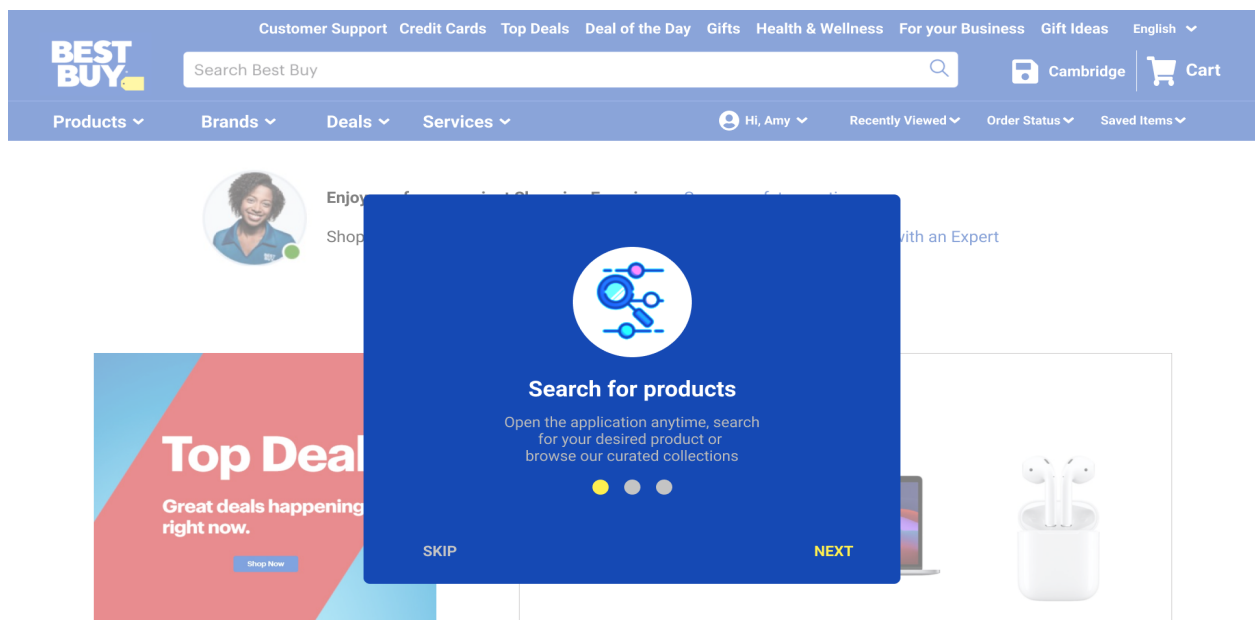 Customer Support Credit Cards Top Deals Deal of the Day Gifts Health & Wellness For your Business Gift Ideas English
BEST
BUY
Search Best Buy
Cambridge
Cart
Products Brands Deals Services Hi, Amy Recently Viewed Order Status Saved Items
Enjoy
Shop
with an Expert
Search for products
Open the application anytime, search
for your desired product or
browse our curated collections
SKIP
NEXT
Top Deal
Great deals happening
right now.
Shop Now